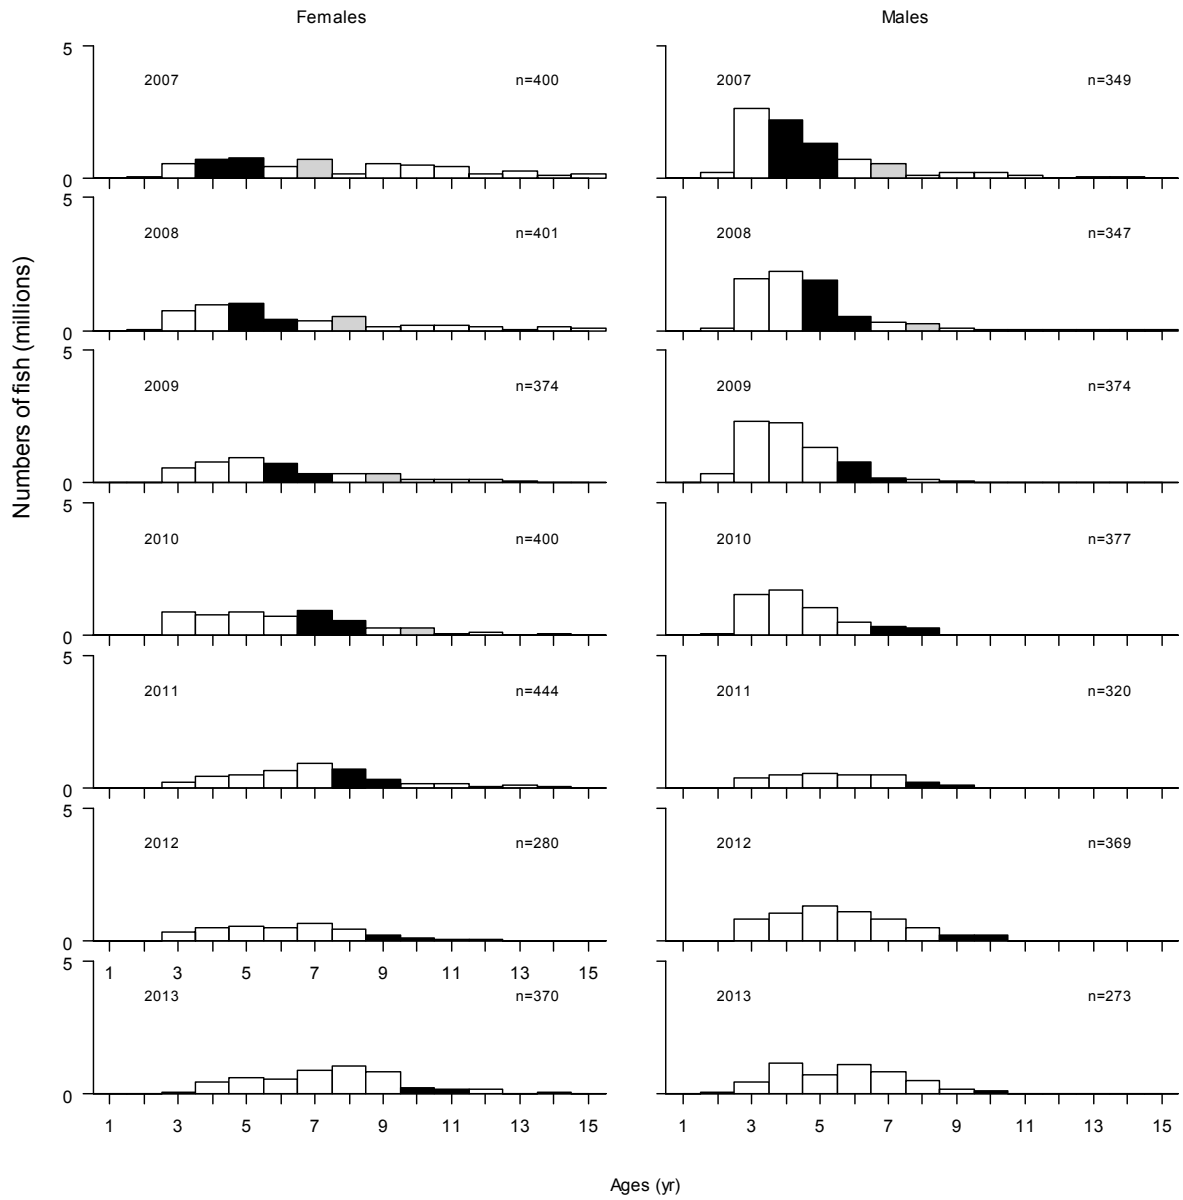 Females Males
5
2007 n=400 2007 n=349
0
5
2008 n=401 2008 n=347
0
5
2009 n=374 2009 n=374
0
5
2010 n=400 2010 n=377
0
5
2011 n=444 2011 n=320
0
5
2012 n=280 2012 n=369
0
5 1 3 5 7 9 11 13 15
2013 n=370 2013 n=273
0
1 3 5 7 9 11 13 15 1 3 5 7 9 11 13 15
Numbers of fish (millions)
Ages (yr)